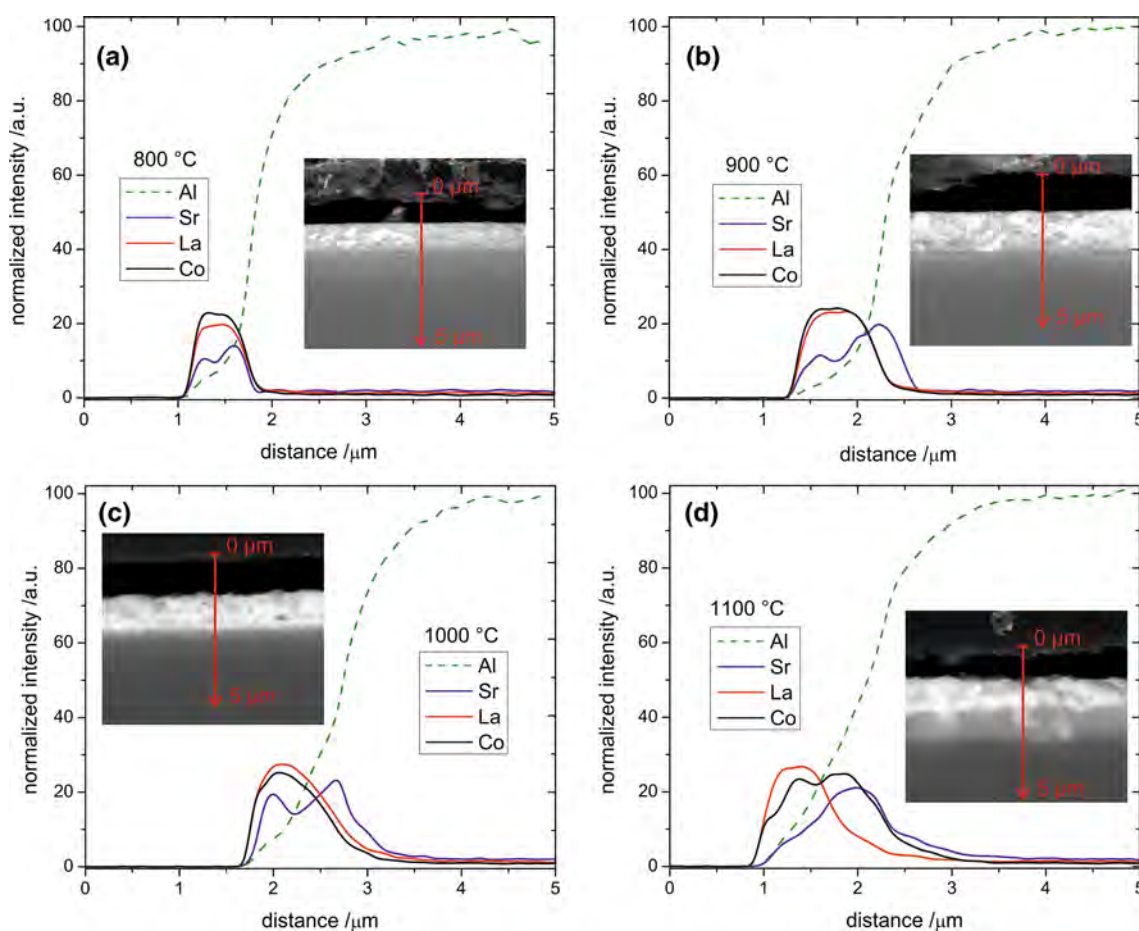 (a)
800 °C
Al
Sr
La
Co
0 μm
5 μm
normalized intensity /a.u.
0
20
40
60
80
100
0 1 2 3 4 5
distance /μm
(b)
900 °C
Al
Sr
La
Co
0 μm
5 μm
normalized intensity /a.u.
0
20
40
60
80
100
0 1 2 3 4 5
distance /μm
(c)
0 μm
5 μm
1000 °C
Al
Sr
La
Co
normalized intensity /a.u.
0
20
40
60
80
100
0 1 2 3 4 5
distance /μm
(d)
1100 °C
Al
Sr
La
Co
0 μm
5 μm
normalized intensity /a.u.
0
20
40
60
80
100
0 1 2 3 4 5
distance /μm